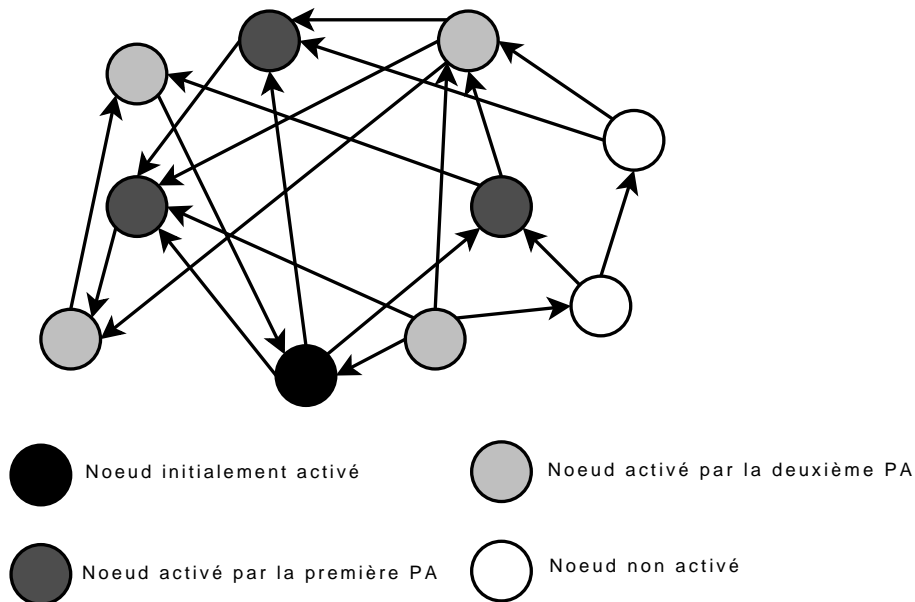 Noeud initialement activé
Noeud activé par la deuxième PA
Noeud activé par la première PA
Noeud non activé